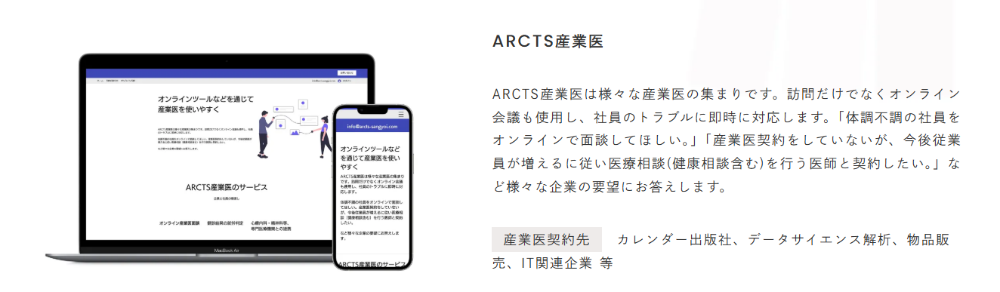 ARCTS産業医
ARCTS産業医は様々な産業医の集まりです。訪問だけでなくオンライン
会議も使用し、社員のトラブルに即時に対応します。「体調不調の社員を
オンラインで面談してほしい。」「産業医契約をしていないが、今後従業
員が増えるに従い医療相談(健康相談含む)を行う医師と契約したい。」な
ど様々な企業の要望にお答えします。
産業医契約先 カレンダー出版社、データサイエンス解析、物品販
売、IT関連企業 等
オンラインツールなどを通じて
産業医を使いやすく
ARCTS産業医のサービス
企業と社員の橋渡し
オンライン産業医面談 健診結果の就労判定 心療内科・精神科等、
専門医療機関との連携
MacBook Air
info@arcts-sangyoi.com
オンラインツールなど
を通じて産業医を使い
やすく
ARCTS産業医は様々な産業医の集まり
です。訪問だけでなくオンライン会議
も使用し、社員のトラブルに即時に対
応します。
体調不調の社員をオンラインで面談し
てほしい。産業医契約をしていない
が、今後従業員が増えるに従い医療相
談（健康相談含む）を行う医師と契約
したい。
など様々な企業の要望にお答えしま
す。
ARCTS産業医のサービス